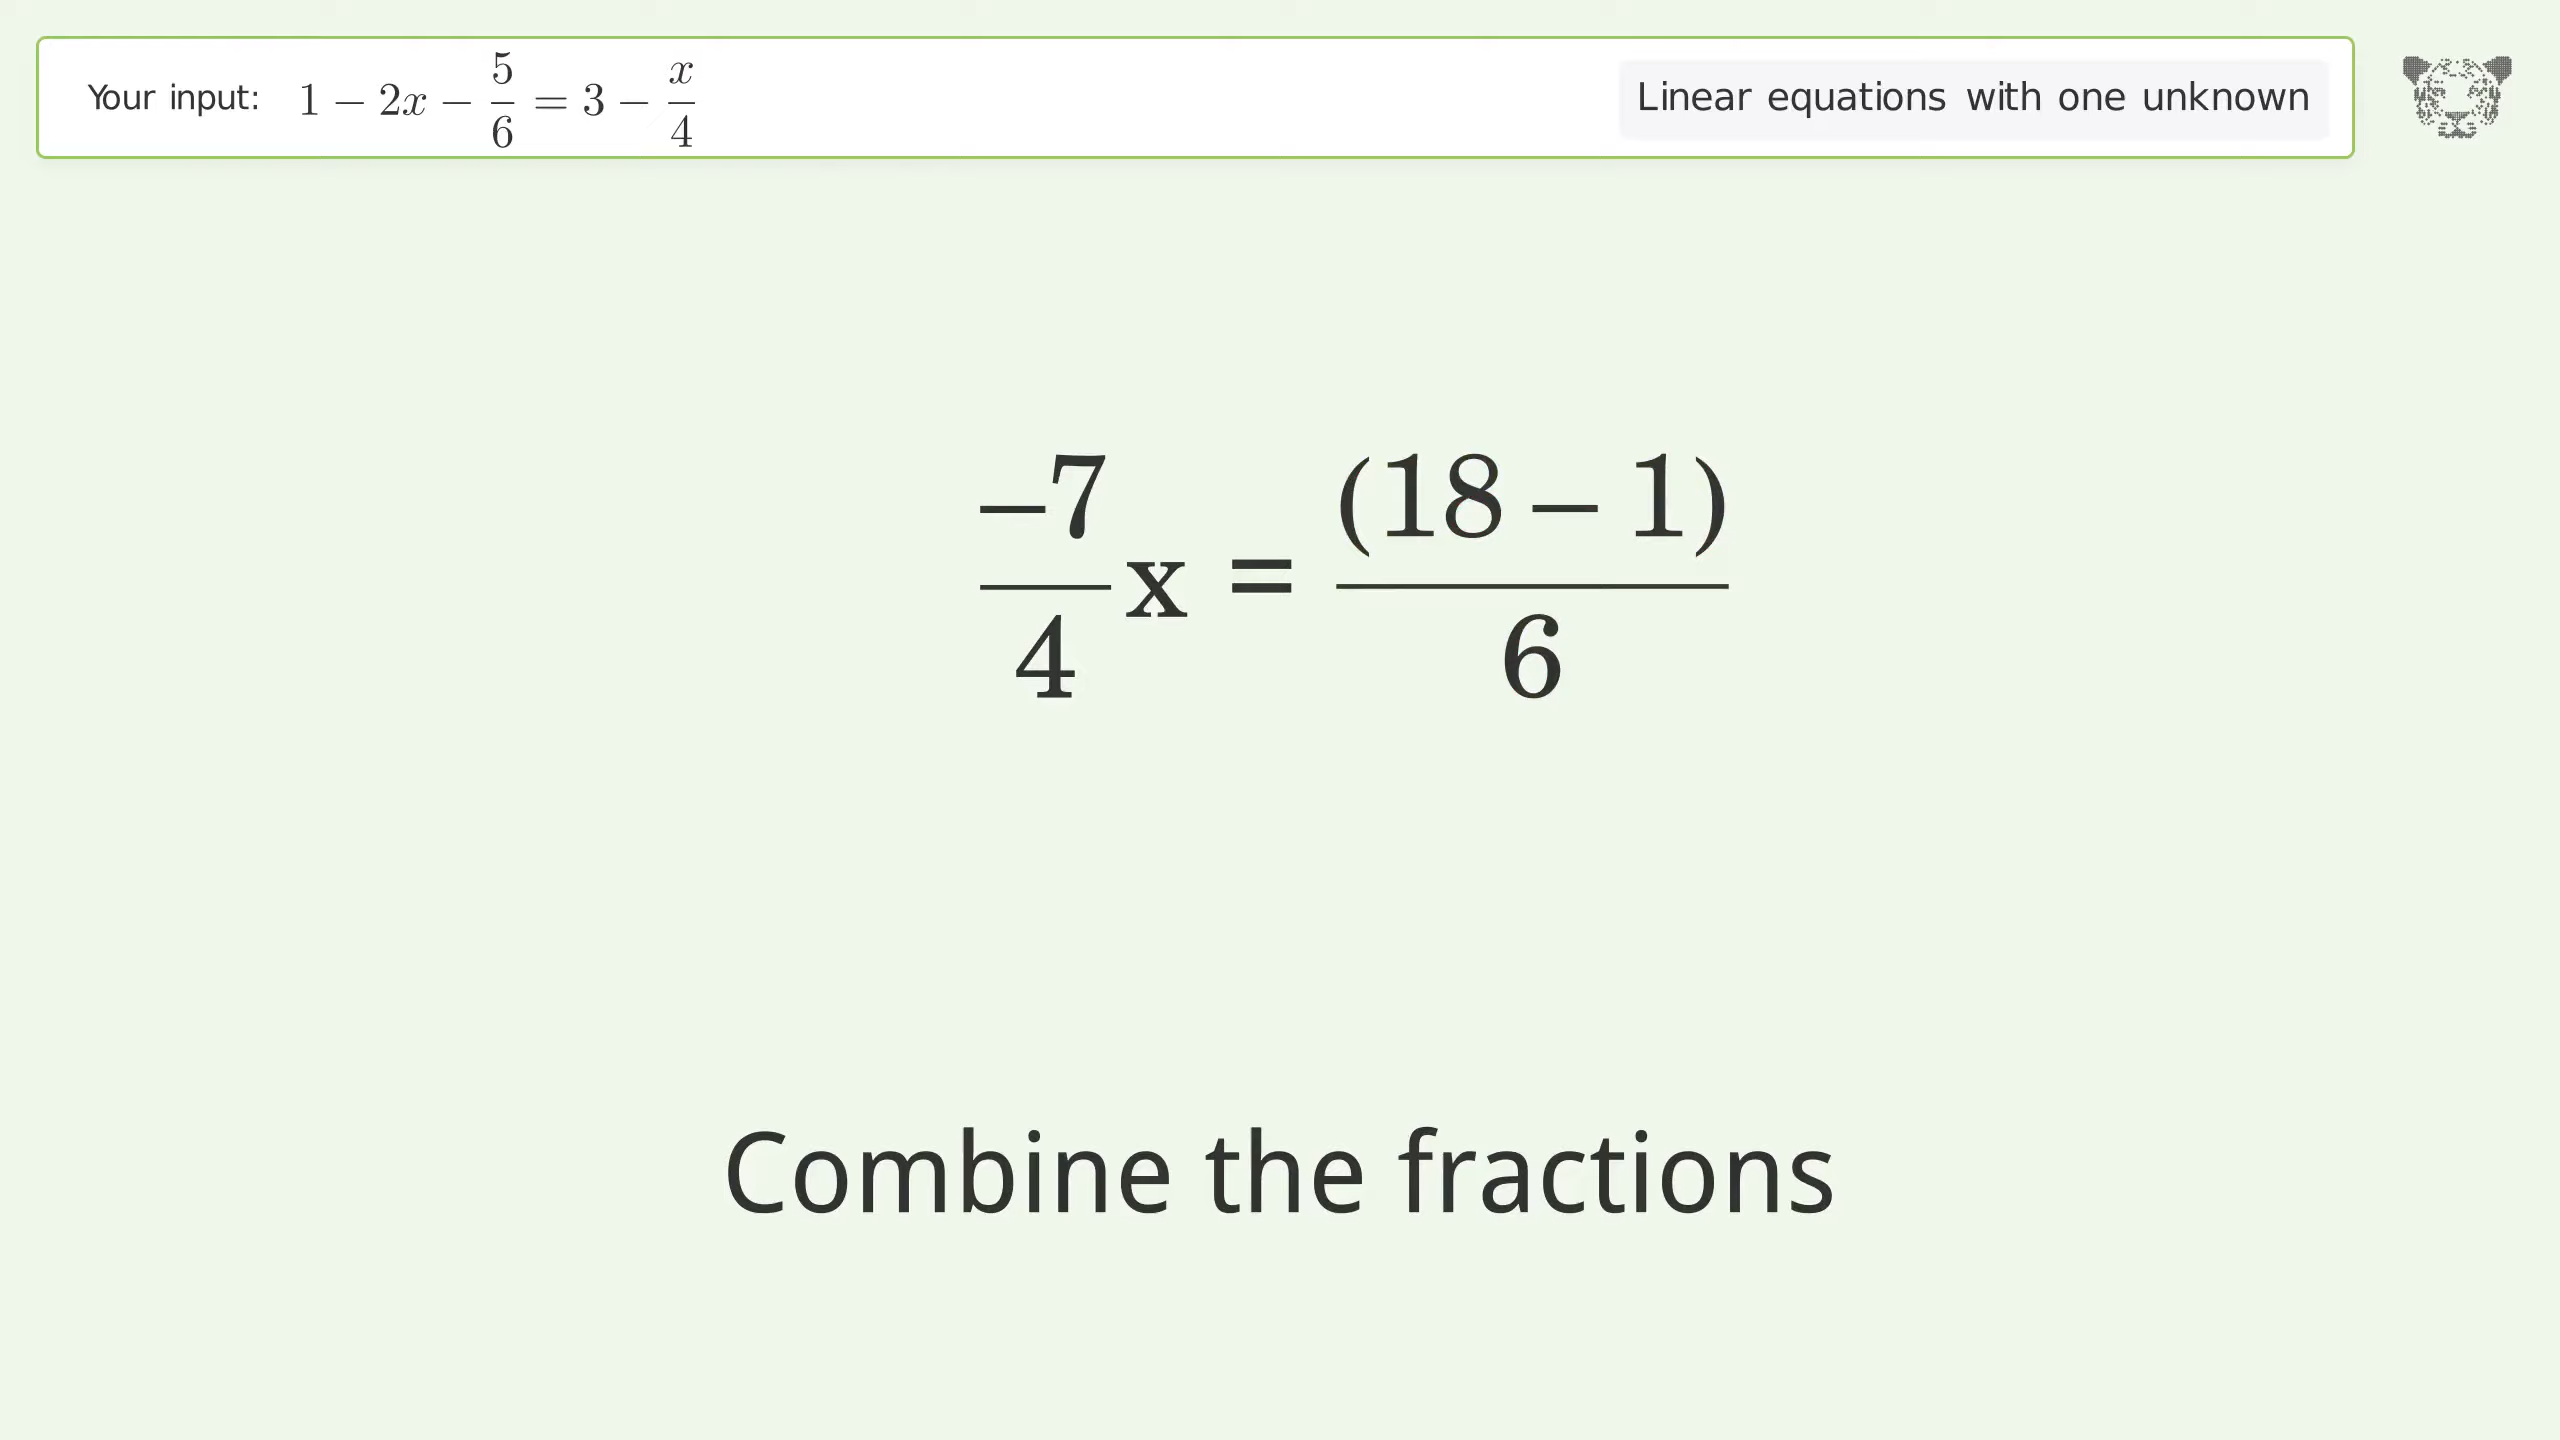 Your input: 1 − 2x − 5/6 = 3 − x/4
Linear equations with one unknown
−7/4 x = (18 − 1)/6
Combine the fractions